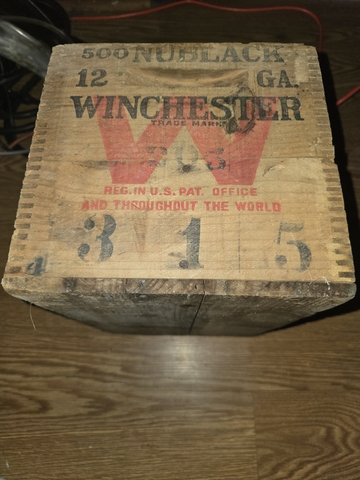 500 NUBLACK
12 GA.
WINCHESTER
TRADE MARK
W
REG. IN U.S. PAT. OFFICE
AND THROUGHOUT THE WORLD
3 1 5